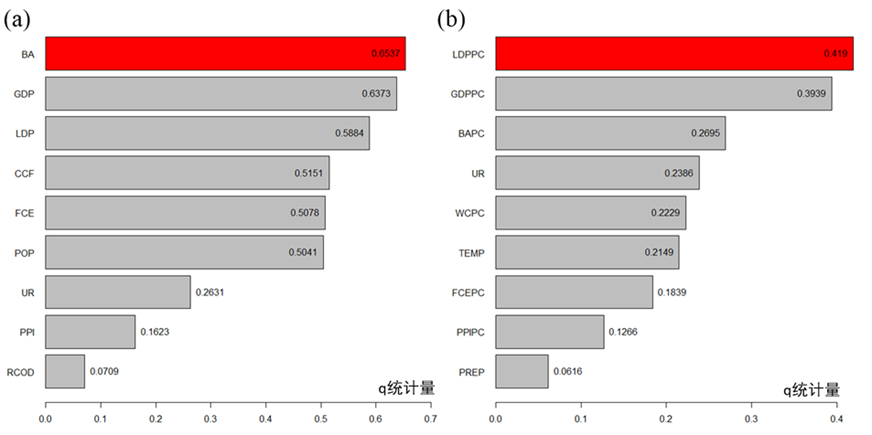 (a)
BA 0.6537
GDP 0.6373
LDP 0.5884
CCF 0.5151
FCE 0.5078
POP 0.5041
UR 0.2631
PPI 0.1623
RCOD 0.0709
q统计量
0.0 0.1 0.2 0.3 0.4 0.5 0.6 0.7
(b)
LDPPC 0.419
GDPPC 0.3939
BAPC 0.2695
UR 0.2386
WCPC 0.2229
TEMP 0.2149
FCEPC 0.1839
PPIPC 0.1266
PREP 0.0616
q统计量
0.0 0.1 0.2 0.3 0.4